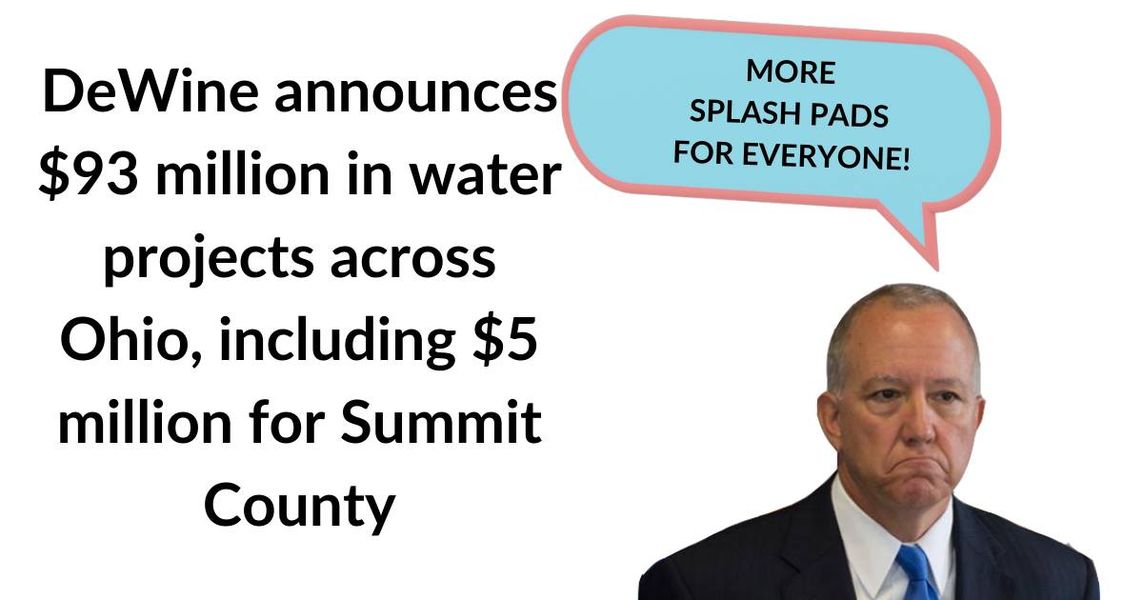 DeWine announces
$93 million in water
projects across
Ohio, including $5
million for Summit
County
MORE
SPLASH PADS
FOR EVERYONE!